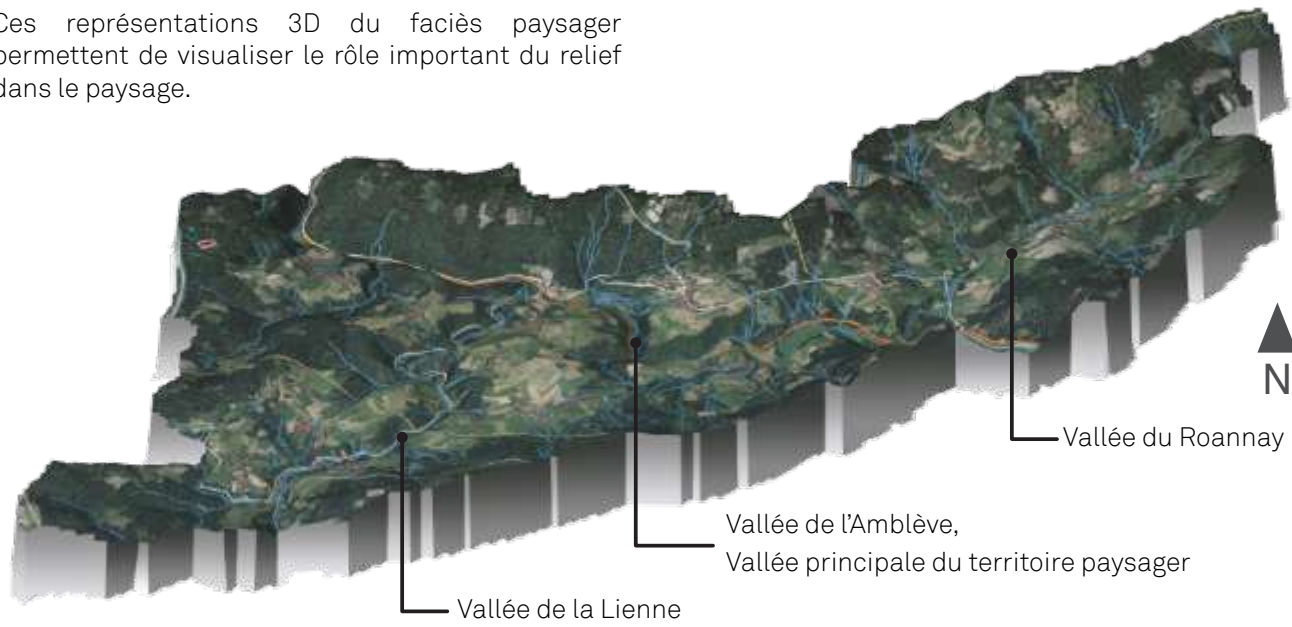 Ces représentations 3D du faciès paysager
permettent de visualiser le rôle important du relief
dans le paysage.
N
Vallée du Roannay
Vallée de l'Amblève,
Vallée principale du territoire paysager
Vallée de la Lienne